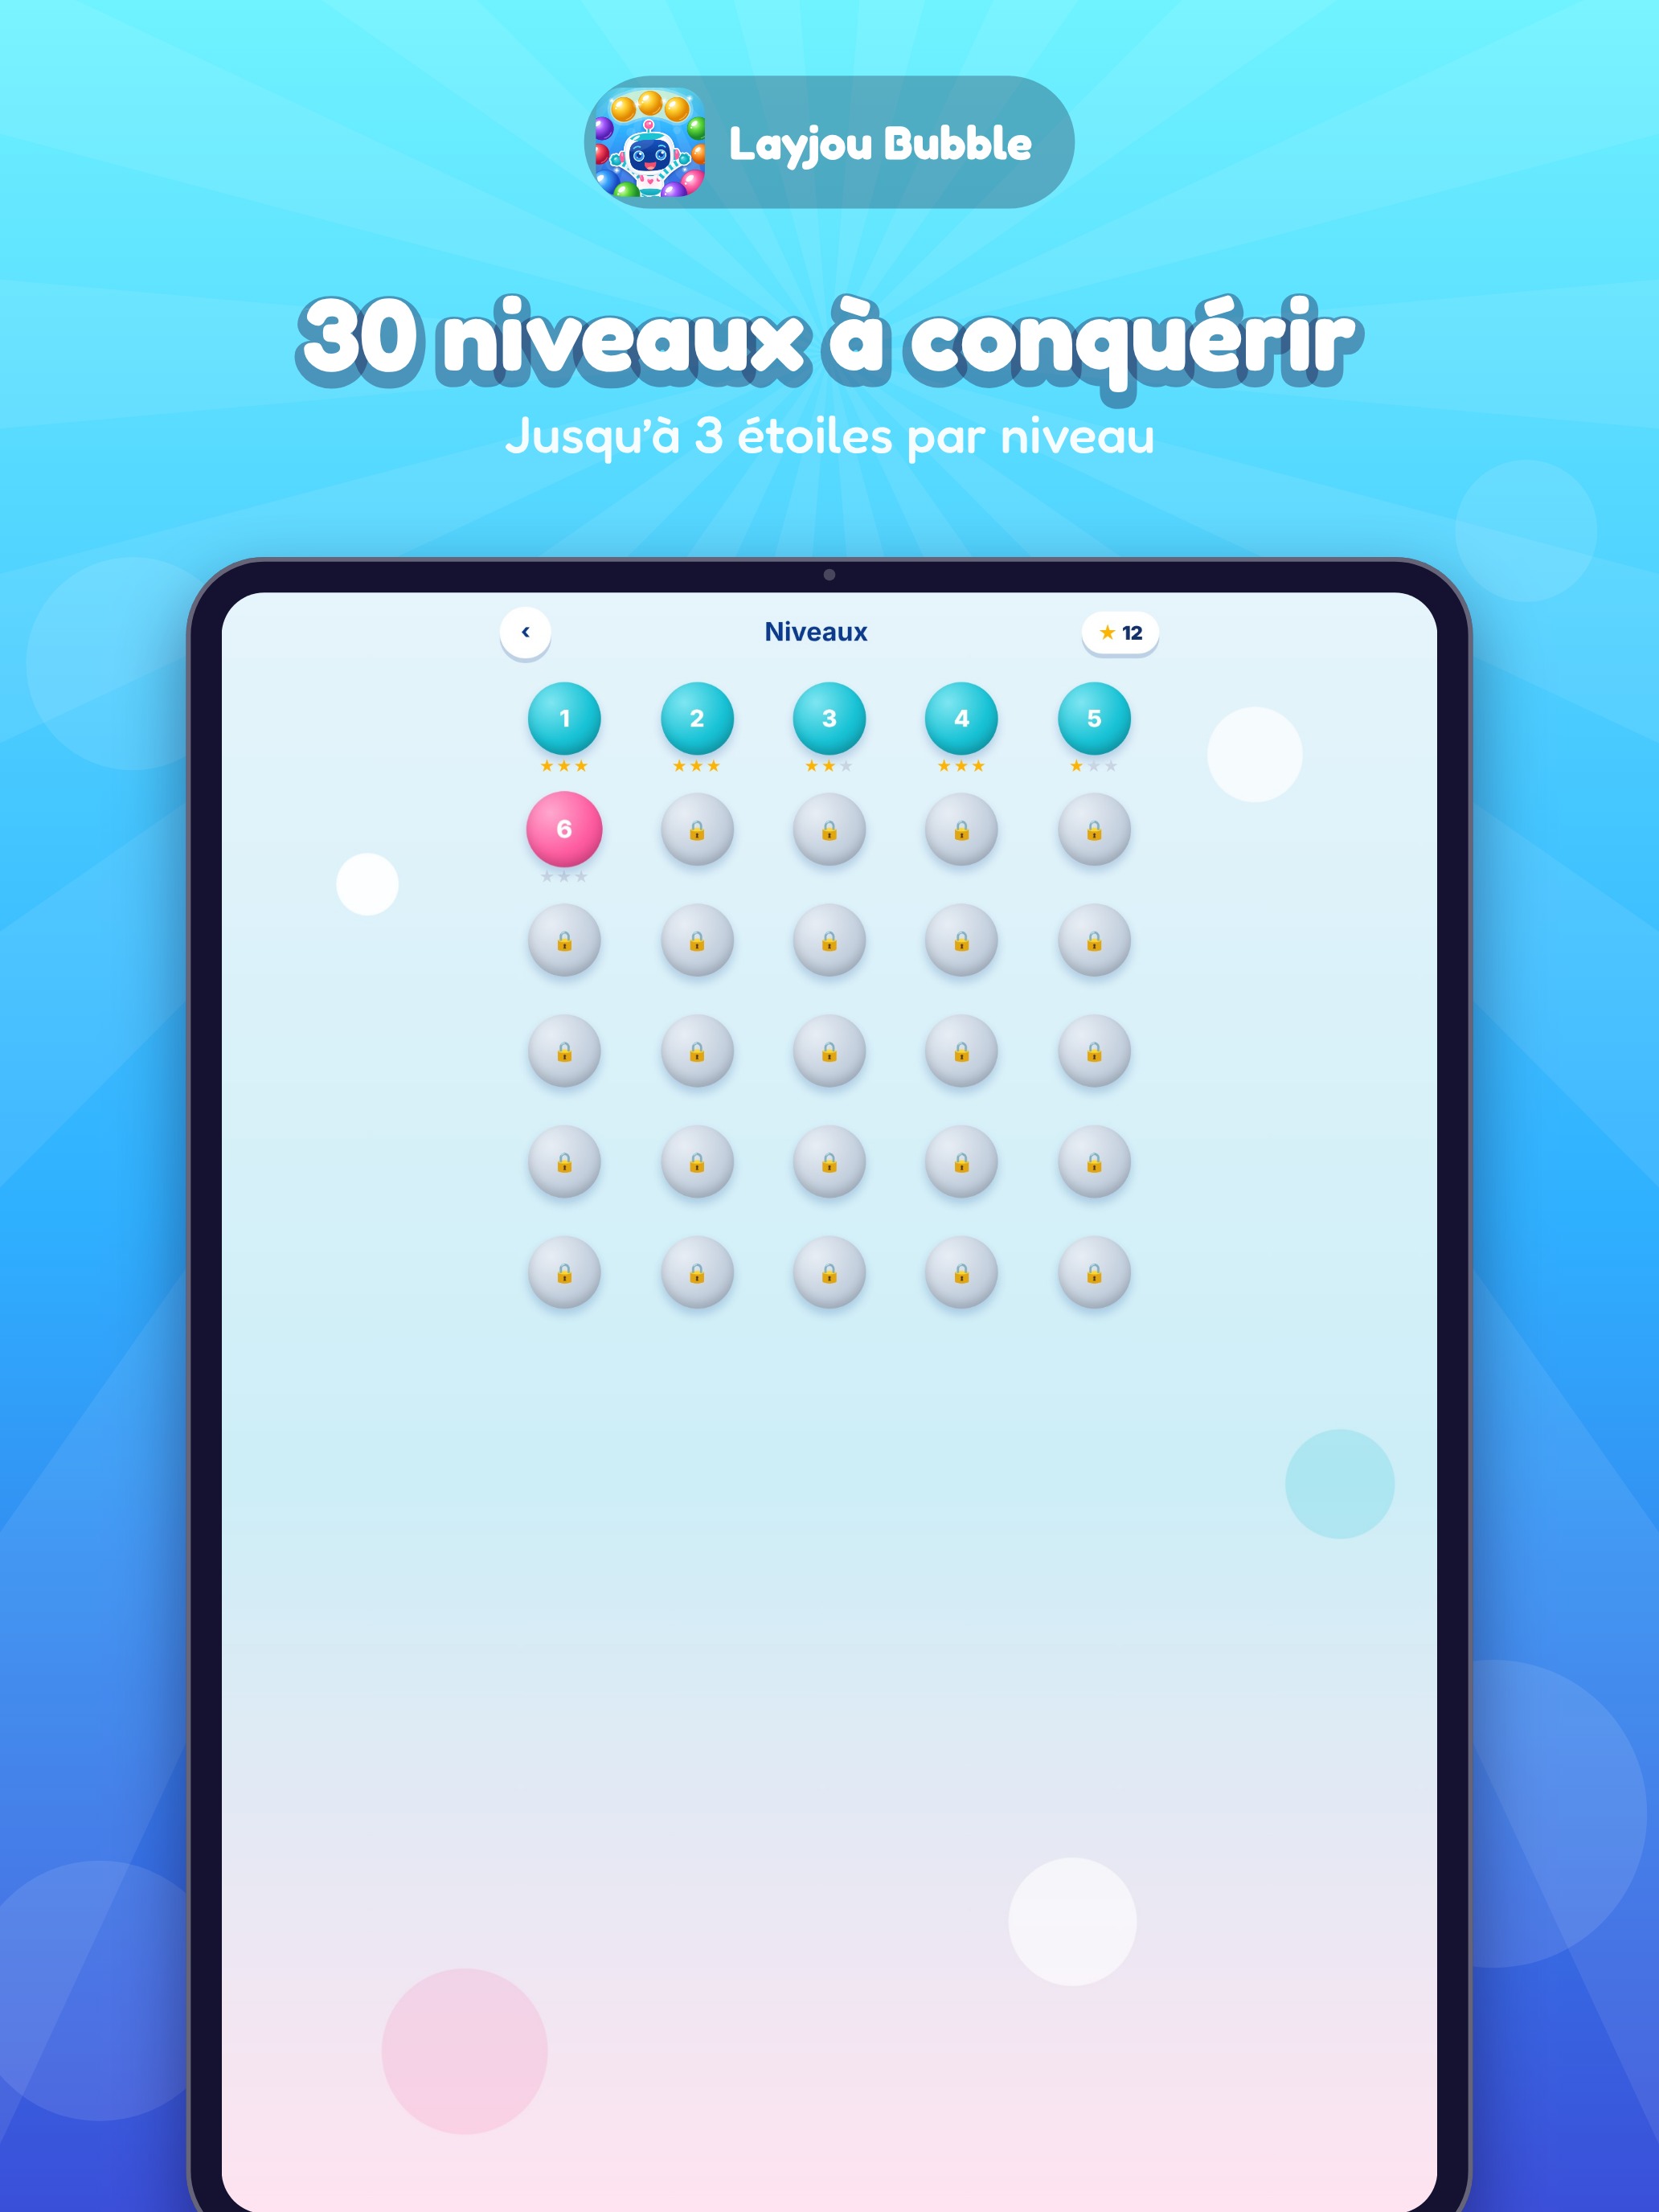 Layjou Bubble
30 niveaux à conquérir
Jusqu’à 3 étoiles par niveau
‹ Niveaux ★ 12
1 2 3 4 5
6